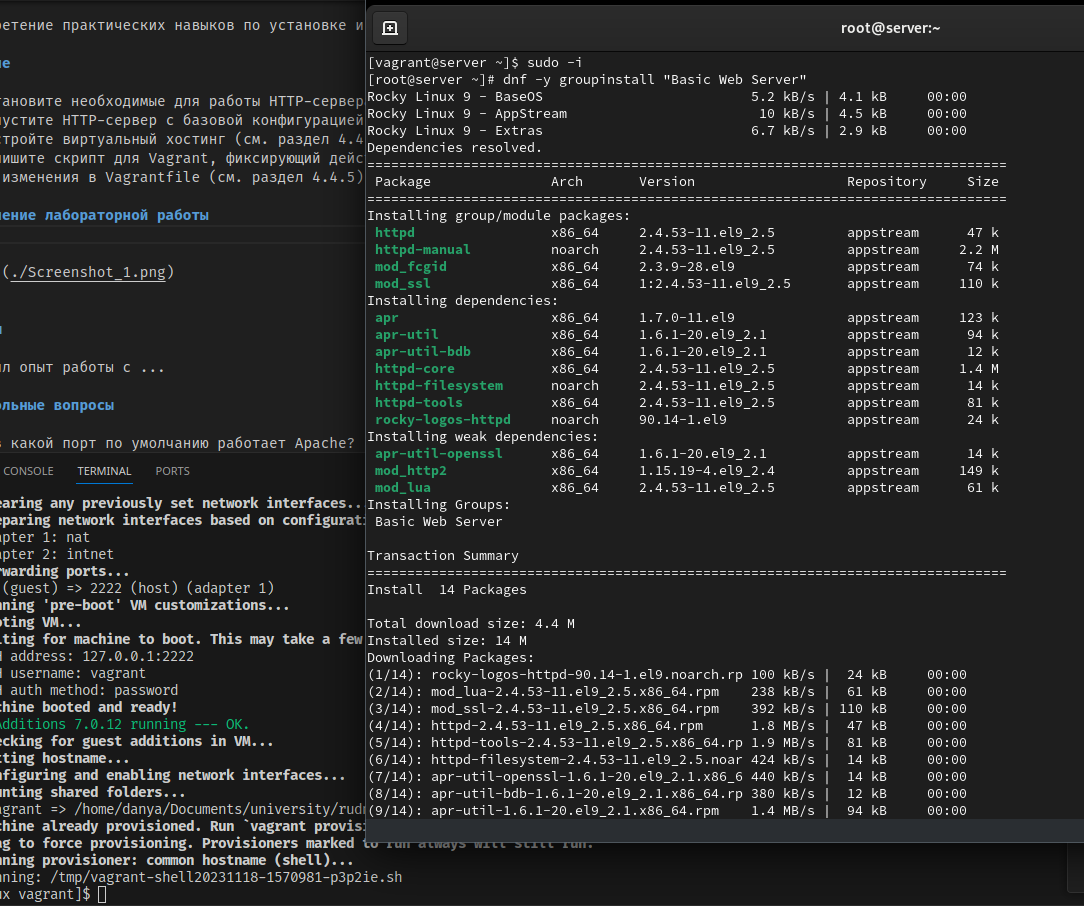 ретение практических навыков по установке и
ие
тановите необходимые для работы HTTP-сервер
пустите HTTP-сервер с базовой конфигурацией
стройте виртуальный хостинг (см. раздел 4.4
пишите скрипт для Vagrant, фиксирующий дейс
изменения в Vagrantfile (см. раздел 4.4.5)
нение лабораторной работы
(./Screenshot_1.png)
ил опыт работы с ...
ольные вопросы
какой порт по умолчанию работает Apache?
CONSOLE TERMINAL PORTS
earing any previously set network interfaces...
eparing network interfaces based on configurati
apter 1: nat
apter 2: intnet
rwarding ports...
(guest) => 2222 (host) (adapter 1)
nning 'pre-boot' VM customizations...
oting VM...
iting for machine to boot. This may take a few
H address: 127.0.0.1:2222
H username: vagrant
H auth method: password
chine booted and ready!
Additions 7.0.12 running --- OK.
ecking for guest additions in VM...
tting hostname...
nfiguring and enabling network interfaces...
unting shared folders...
agrant => /home/danya/Documents/university/rudn
chine already provisioned. Run `vagrant provisi
ag to force provisioning. Provisioners marked to run always will still run.
nning provisioner: common hostname (shell)...
nning: /tmp/vagrant-shell20231118-1570981-p3p2ie.sh
ux vagrant]$
root@server:~
[vagrant@server ~]$ sudo -i
[root@server ~]# dnf -y groupinstall "Basic Web Server"
Rocky Linux 9 - BaseOS 5.2 kB/s | 4.1 kB 00:00
Rocky Linux 9 - AppStream 10 kB/s | 4.5 kB 00:00
Rocky Linux 9 - Extras 6.7 kB/s | 2.9 kB 00:00
Dependencies resolved.
================================================================================
Package Arch Version Repository Size
================================================================================
Installing group/module packages:
httpd x86_64 2.4.53-11.el9_2.5 appstream 47 k
httpd-manual noarch 2.4.53-11.el9_2.5 appstream 2.2 M
mod_fcgid x86_64 2.3.9-28.el9 appstream 74 k
mod_ssl x86_64 1:2.4.53-11.el9_2.5 appstream 110 k
Installing dependencies:
apr x86_64 1.7.0-11.el9 appstream 123 k
apr-util x86_64 1.6.1-20.el9_2.1 appstream 94 k
apr-util-bdb x86_64 1.6.1-20.el9_2.1 appstream 12 k
httpd-core x86_64 2.4.53-11.el9_2.5 appstream 1.4 M
httpd-filesystem noarch 2.4.53-11.el9_2.5 appstream 14 k
httpd-tools x86_64 2.4.53-11.el9_2.5 appstream 81 k
rocky-logos-httpd noarch 90.14-1.el9 appstream 24 k
Installing weak dependencies:
apr-util-openssl x86_64 1.6.1-20.el9_2.1 appstream 14 k
mod_http2 x86_64 1.15.19-4.el9_2.4 appstream 149 k
mod_lua x86_64 2.4.53-11.el9_2.5 appstream 61 k
Installing Groups:
Basic Web Server
Transaction Summary
================================================================================
Install 14 Packages
Total download size: 4.4 M
Installed size: 14 M
Downloading Packages:
(1/14): rocky-logos-httpd-90.14-1.el9.noarch.rp 100 kB/s | 24 kB 00:00
(2/14): mod_lua-2.4.53-11.el9_2.5.x86_64.rpm 238 kB/s | 61 kB 00:00
(3/14): mod_ssl-2.4.53-11.el9_2.5.x86_64.rpm 392 kB/s | 110 kB 00:00
(4/14): httpd-2.4.53-11.el9_2.5.x86_64.rpm 1.8 MB/s | 47 kB 00:00
(5/14): httpd-tools-2.4.53-11.el9_2.5.x86_64.rp 1.9 MB/s | 81 kB 00:00
(6/14): httpd-filesystem-2.4.53-11.el9_2.5.noar 424 kB/s | 14 kB 00:00
(7/14): apr-util-openssl-1.6.1-20.el9_2.1.x86_6 440 kB/s | 14 kB 00:00
(8/14): apr-util-bdb-1.6.1-20.el9_2.1.x86_64.rp 380 kB/s | 12 kB 00:00
(9/14): apr-util-1.6.1-20.el9_2.1.x86_64.rpm 1.4 MB/s | 94 kB 00:00